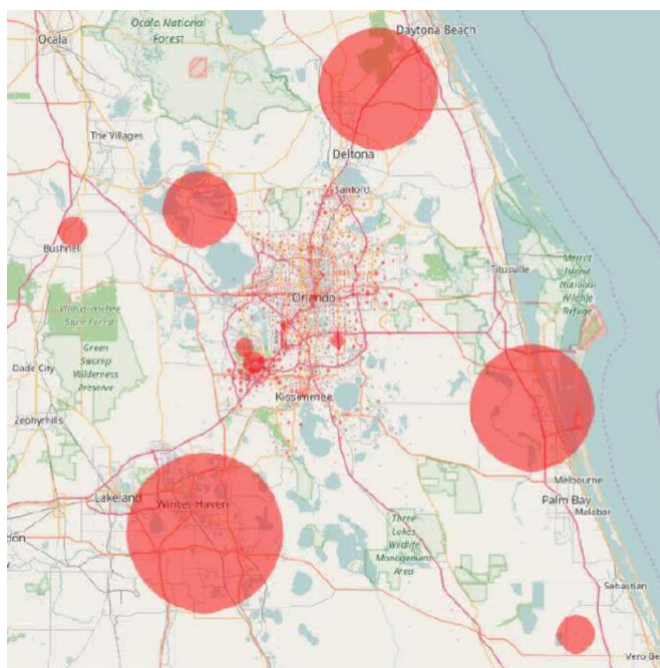 Ocala National
Forest
Daytona Beach
Ocala
The Villages
Deltona
Sanford
Bushnell
Titusville
Merritt
Island
National
Wildlife
Refuge
Orlando
Withlacoochee
State Forest
Green
Swamp
Wilderness
Preserve
Dade City
Kissimmee
Zephyrhills
Melbourne
Lakeland
Winter Haven
Palm Bay
Malabar
Three
Lakes
Wildlife
Management
Area
don
Sebastian
Vero Be